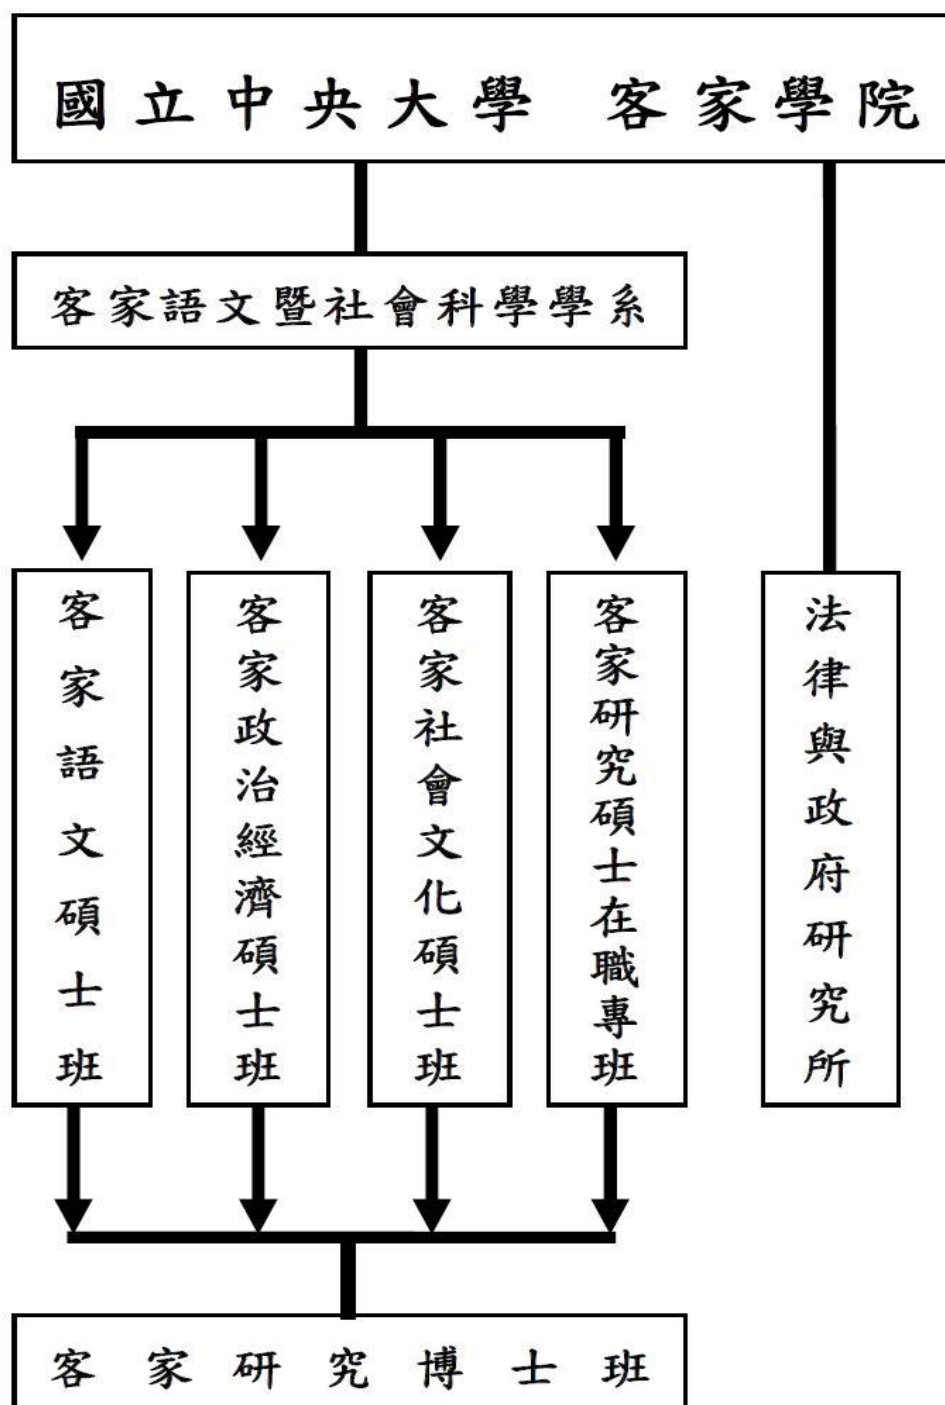 國立中央大學 客家學院
客家語文暨社會科學學系
客家語文碩士班
客家政治經濟碩士班
客家社會文化碩士班
客家研究碩士在職專班
法律與政府研究所
客家研究博士班